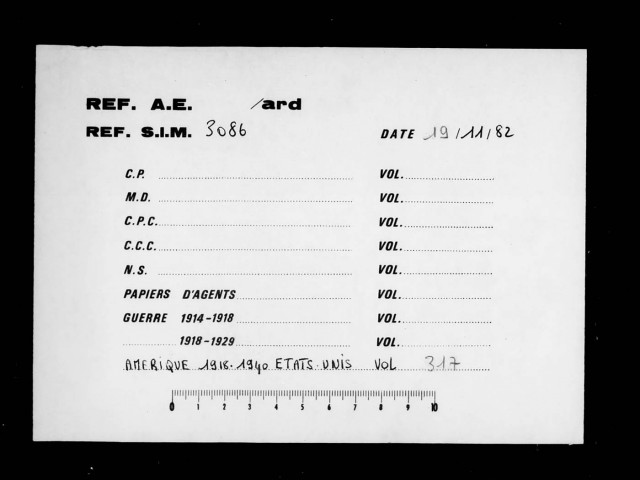 REF. A.E. /ard
REF. S.I.M. 3086 DATE 19/11/82
C.P. VOL.
M.D. VOL.
C.P.C. VOL.
C.C.C. VOL.
N.S. VOL.
PAPIERS D'AGENTS VOL.
GUERRE 1914-1918 VOL.
1918-1929 VOL.
AMERIQUE 1918-1940 ETATS-UNIS VOL 317
0 1 2 3 4 5 6 7 8 9 10